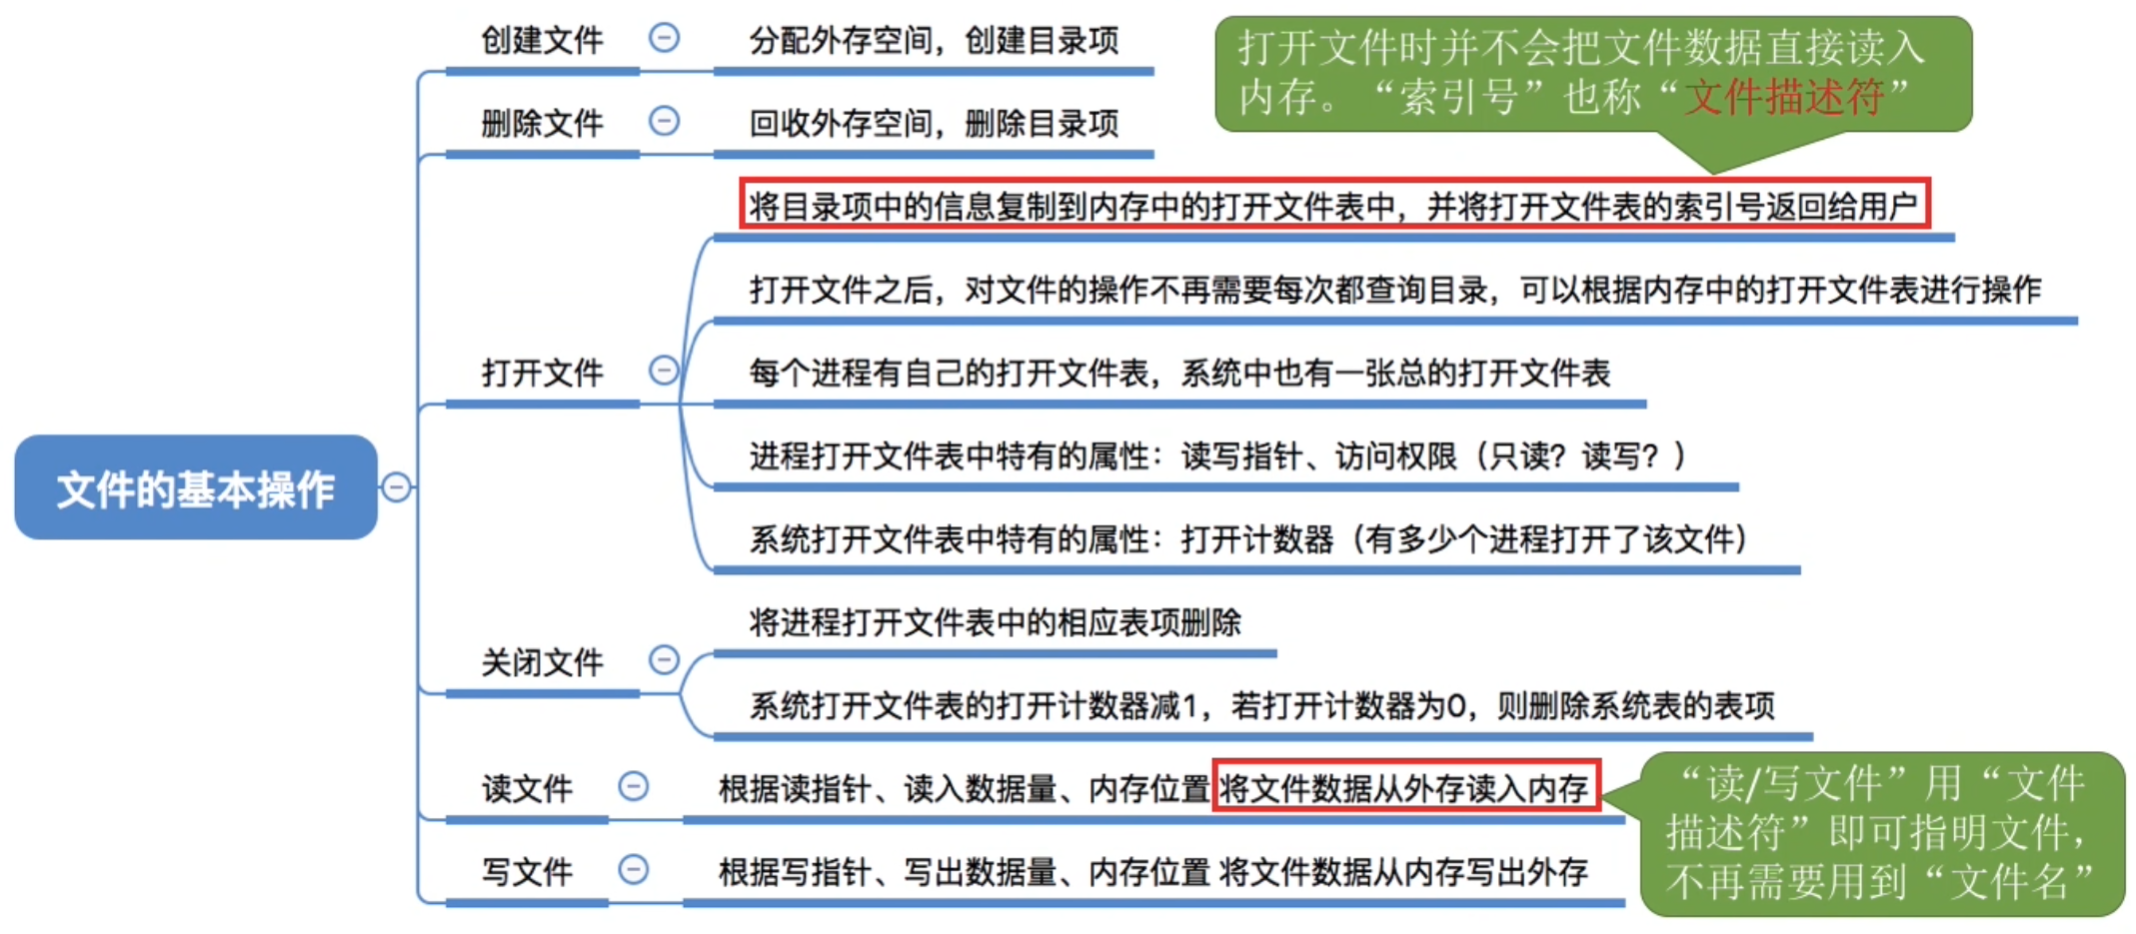 创建文件
分配外存空间，创建目录项
打开文件时并不会把文件数据直接读入
内存。“索引号”也称“文件描述符”
删除文件
回收外存空间，删除目录项
将目录项中的信息复制到内存中的打开文件表中，并将打开文件表的索引号返回给用户
打开文件之后，对文件的操作不再需要每次都查询目录，可以根据内存中的打开文件表进行操作
打开文件
每个进程有自己的打开文件表，系统中也有一张总的打开文件表
进程打开文件表中特有的属性：读写指针、访问权限（只读？读写？）
文件的基本操作
系统打开文件表中特有的属性：打开计数器（有多少个进程打开了该文件）
将进程打开文件表中的相应表项删除
关闭文件
系统打开文件表的打开计数器减1，若打开计数器为0，则删除系统表的表项
读文件
根据读指针、读入数据量、内存位置 将文件数据从外存读入内存
“读/写文件”用“文件
描述符”即可指明文件，
不再需要用到“文件名”
写文件
根据写指针、写出数据量、内存位置 将文件数据从内存写出外存